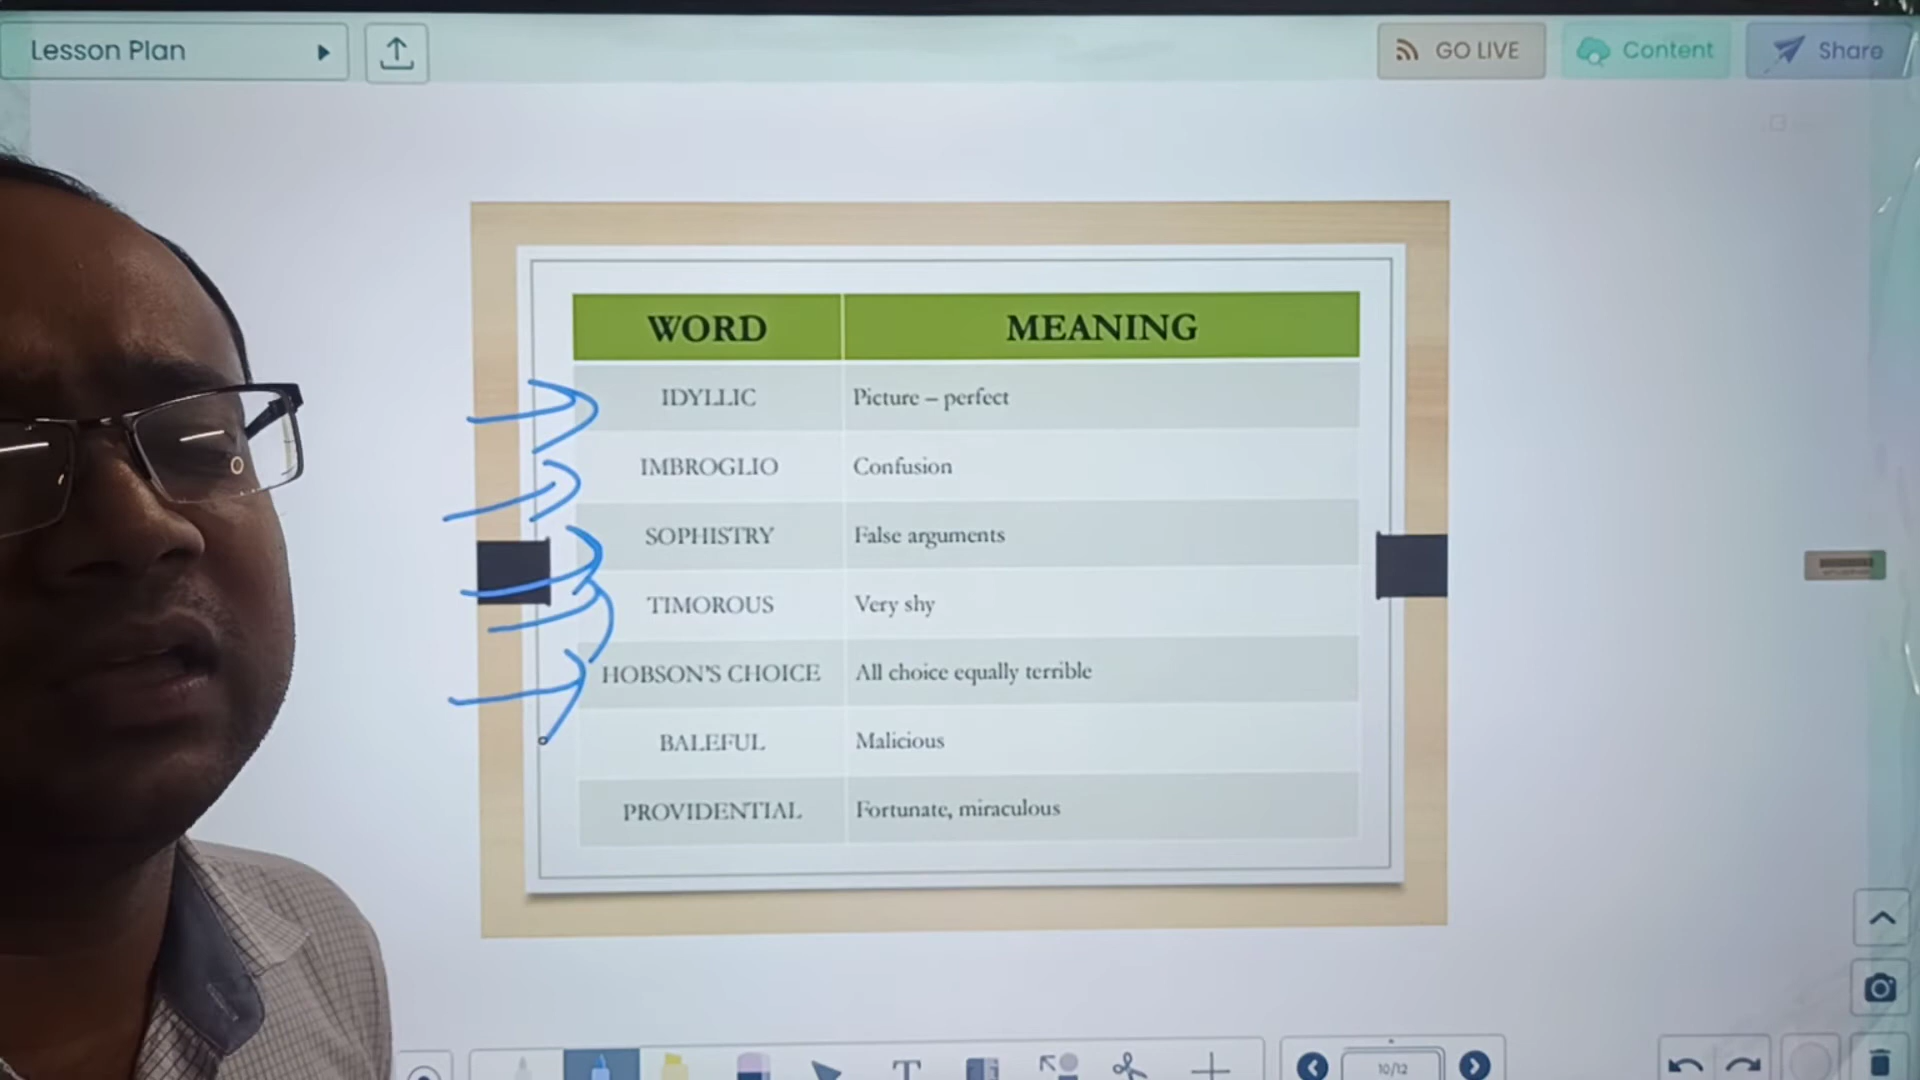 Lesson Plan
GO LIVE
Content
Share
WORD MEANING
IDYLLIC Picture – perfect
IMBROGLIO Confusion
SOPHISTRY False arguments
TIMOROUS Very shy
HOBSON'S CHOICE All choice equally terrible
BALEFUL Malicious
PROVIDENTIAL Fortunate, miraculous
T
10/12